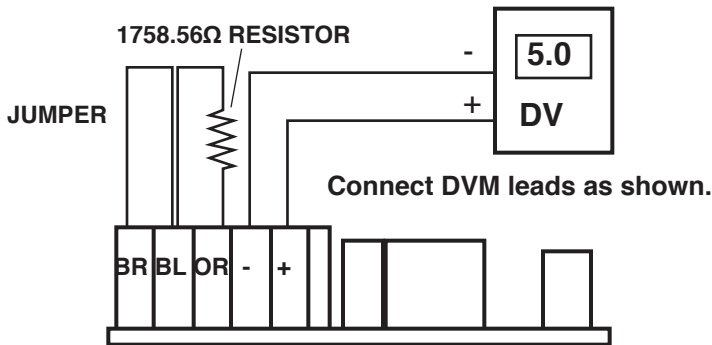 1758.56Ω RESISTOR
JUMPER
-
5.0
+
DV
Connect DVM leads as shown.
BR BL OR - +